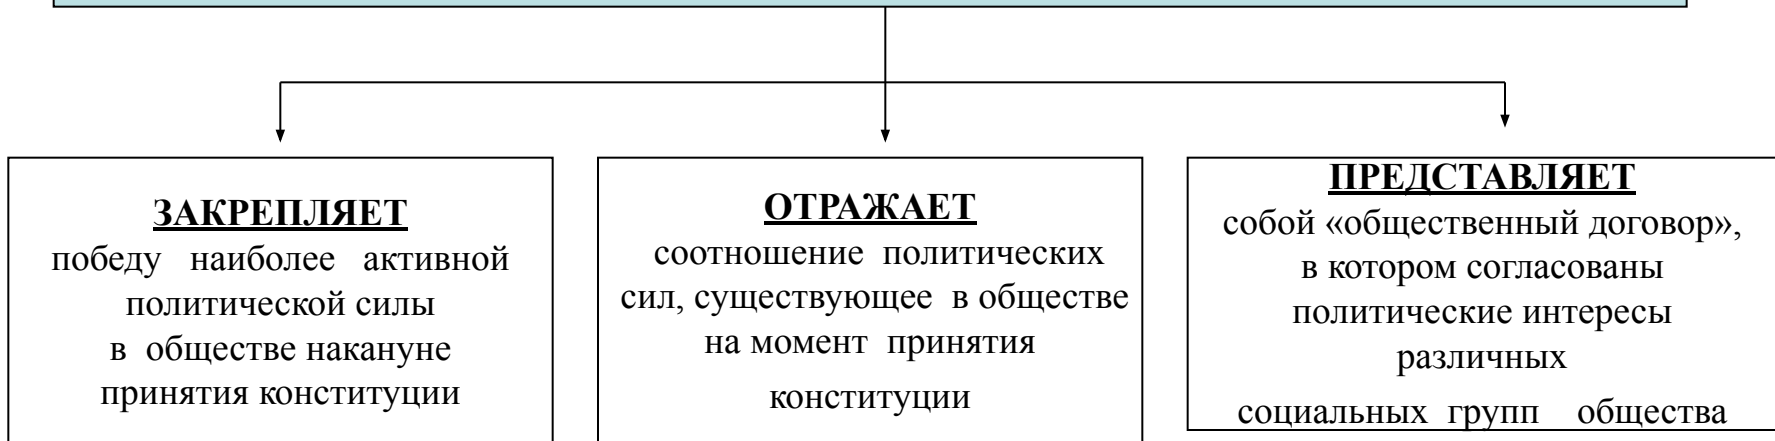 ЗАКРЕПЛЯЕТ
победу наиболее активной
политической силы
в обществе накануне
принятия конституции
ОТРАЖАЕТ
соотношение политических
сил, существующее в обществе
на момент принятия
конституции
ПРЕДСТАВЛЯЕТ
собой «общественный договор»,
в котором согласованы
политические интересы
различных
социальных групп общества